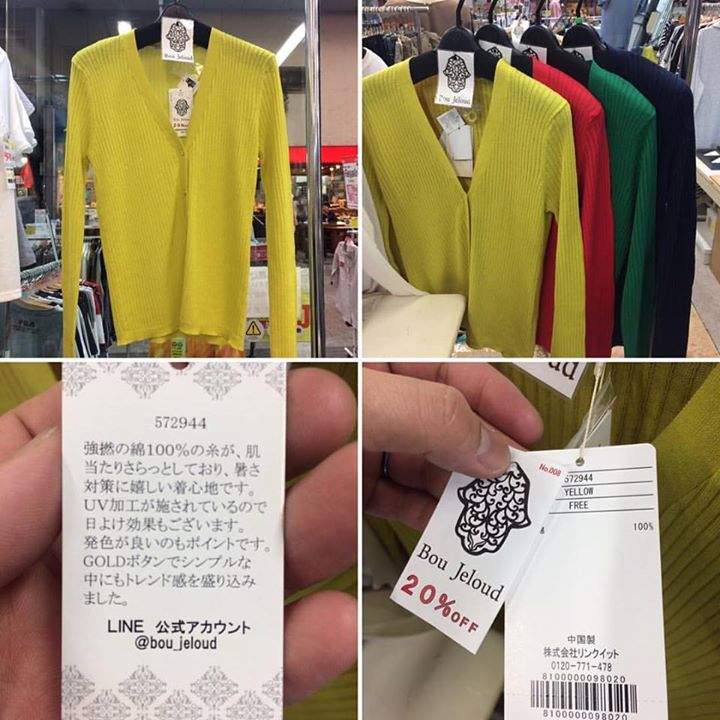 Bou Jeloud
Bou Jeloud
20%OFF
Bou Jeloud
572944
強撚の綿100%の糸が、肌
当たりさらっとしており、暑さ
対策に嬉しい着心地です。
UV加工が施されているので
日よけ効果もございます。
発色が良いのもポイントです。
GOLDボタンでシンプルな
中にもトレンド感を盛り込み
ました。
LINE 公式アカウント
@bou_jeloud
No.008
Bou Jeloud
20%OFF
572944
YELLOW
FREE
100%
中国製
株式会社リンクイット
0120-771-478
8100000098020
8100000098020